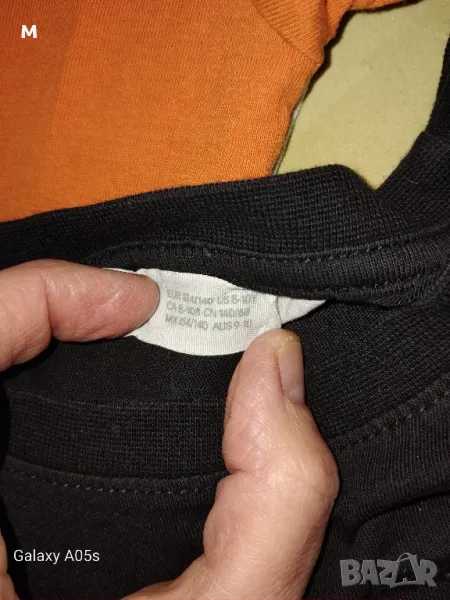 M
EUR 134/140 US 8-10Y
CA 8-10Y CN 140/68
MX 134/140 AUS 9-10
Galaxy A05s
BAZAR